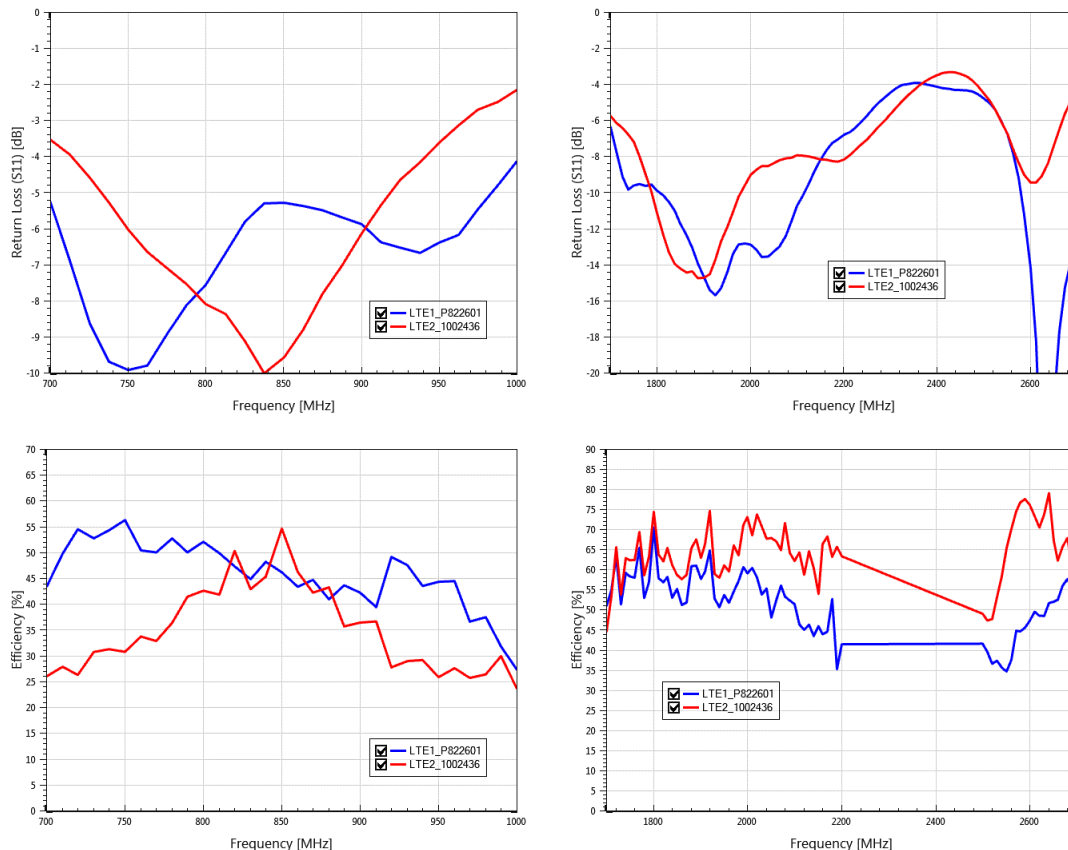 0
-1
-2
-3
-4
-5
-6
-7
-8
-9
-10
Return Loss (S11) [dB]
700 750 800 850 900 950 1000
Frequency [MHz]
LTE1_P822601
LTE2_1002436
0
-2
-4
-6
-8
-10
-12
-14
-16
-18
-20
Return Loss (S11) [dB]
1800 2000 2200 2400 2600
Frequency [MHz]
LTE1_P822601
LTE2_1002436
70
65
60
55
50
45
40
35
30
25
20
15
10
5
0
Efficiency [%]
700 750 800 850 900 950 1000
Frequency [MHz]
LTE1_P822601
LTE2_1002436
90
85
80
75
70
65
60
55
50
45
40
35
30
25
20
15
10
5
0
Efficiency [%]
1800 2000 2200 2400 2600
Frequency [MHz]
LTE1_P822601
LTE2_1002436